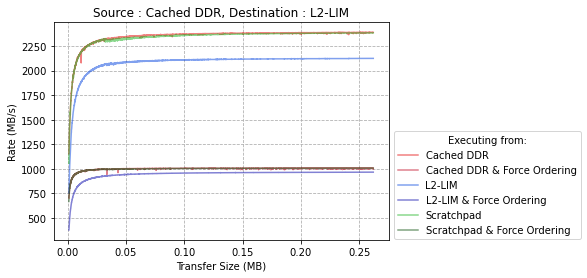 Source : Cached DDR, Destination : L2-LIM
2250
2000
1750
1500
1250
1000
750
500
Rate (MB/s)
0.00
0.05
0.10
0.15
0.20
0.25
Transfer Size (MB)
Executing from:
Cached DDR
Cached DDR & Force Ordering
L2-LIM
L2-LIM & Force Ordering
Scratchpad
Scratchpad & Force Ordering